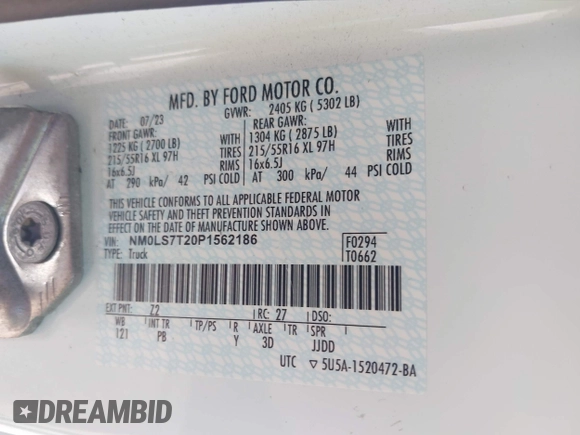 MFD. BY FORD MOTOR CO.
DATE: 07/23
GVWR: 2405 KG ( 5302 LB)
FRONT GAWR: REAR GAWR:
1225 KG ( 2700 LB) WITH 1304 KG ( 2875 LB) WITH
215/55R16 XL 97H TIRES 215/55R16 XL 97H TIRES
16x6.5J RIMS 16x6.5J RIMS
AT 290 kPa/ 42 PSI COLD AT 300 kPa/ 44 PSI COLD
THIS VEHICLE CONFORMS TO ALL APPLICABLE FEDERAL MOTOR
VEHICLE SAFETY AND THEFT PREVENTION STANDARDS IN
EFFECT ON THE DATE OF MANUFACTURE SHOWN ABOVE.
VIN: NM0LS7T20P1562186 F0294
TYPE: Truck T0662
EXT PNT: Z2 RC: 27 DSO:
WB INT TR TP/PS R AXLE TR SPR
121 PB Y 3D JJDD
UTC ▽ 5U5A-1520472-BA
DREAMBID